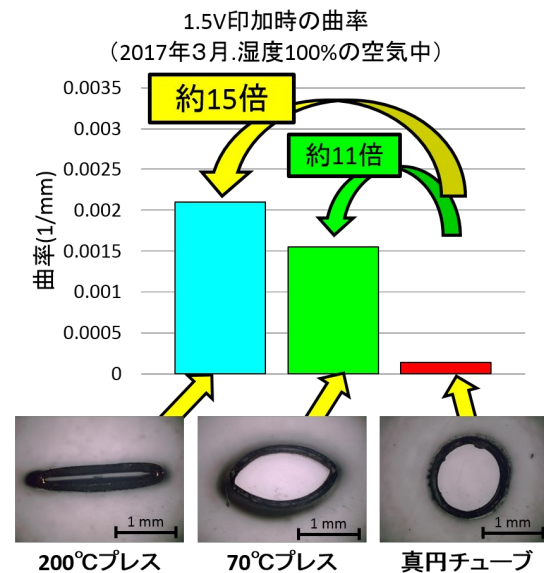 1.5V印加時の曲率
（2017年3月.湿度100%の空気中）
0.0035
0.003
0.0025
0.002
0.0015
0.001
0.0005
0
曲率(1/mm)
約15倍
約11倍
1 mm
1 mm
1 mm
200℃プレス
70℃プレス
真円チューブ